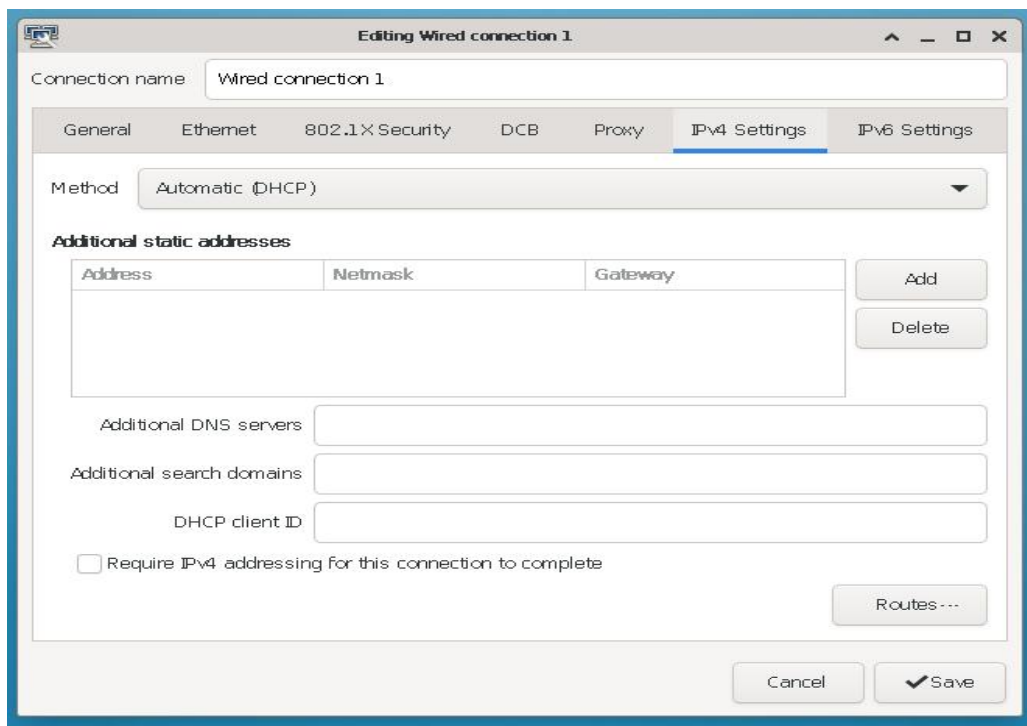 Editing Wired connection 1
Connection name Wired connection 1
General Ethernet 802.1X Security DCB Proxy IPv4 Settings IPv6 Settings
Method Automatic (DHCP)
Additional static addresses
Address Netmask Gateway
Add
Delete
Additional DNS servers
Additional search domains
DHCP client ID
Require IPv4 addressing for this connection to complete
Routes...
Cancel Save